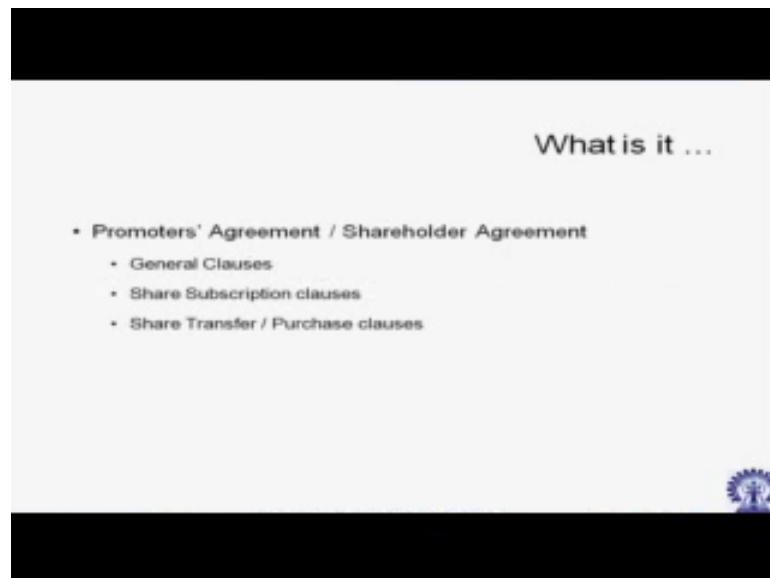 What is it ...
• Promoters' Agreement / Shareholder Agreement
• General Clauses
• Share Subscription clauses
• Share Transfer / Purchase clauses